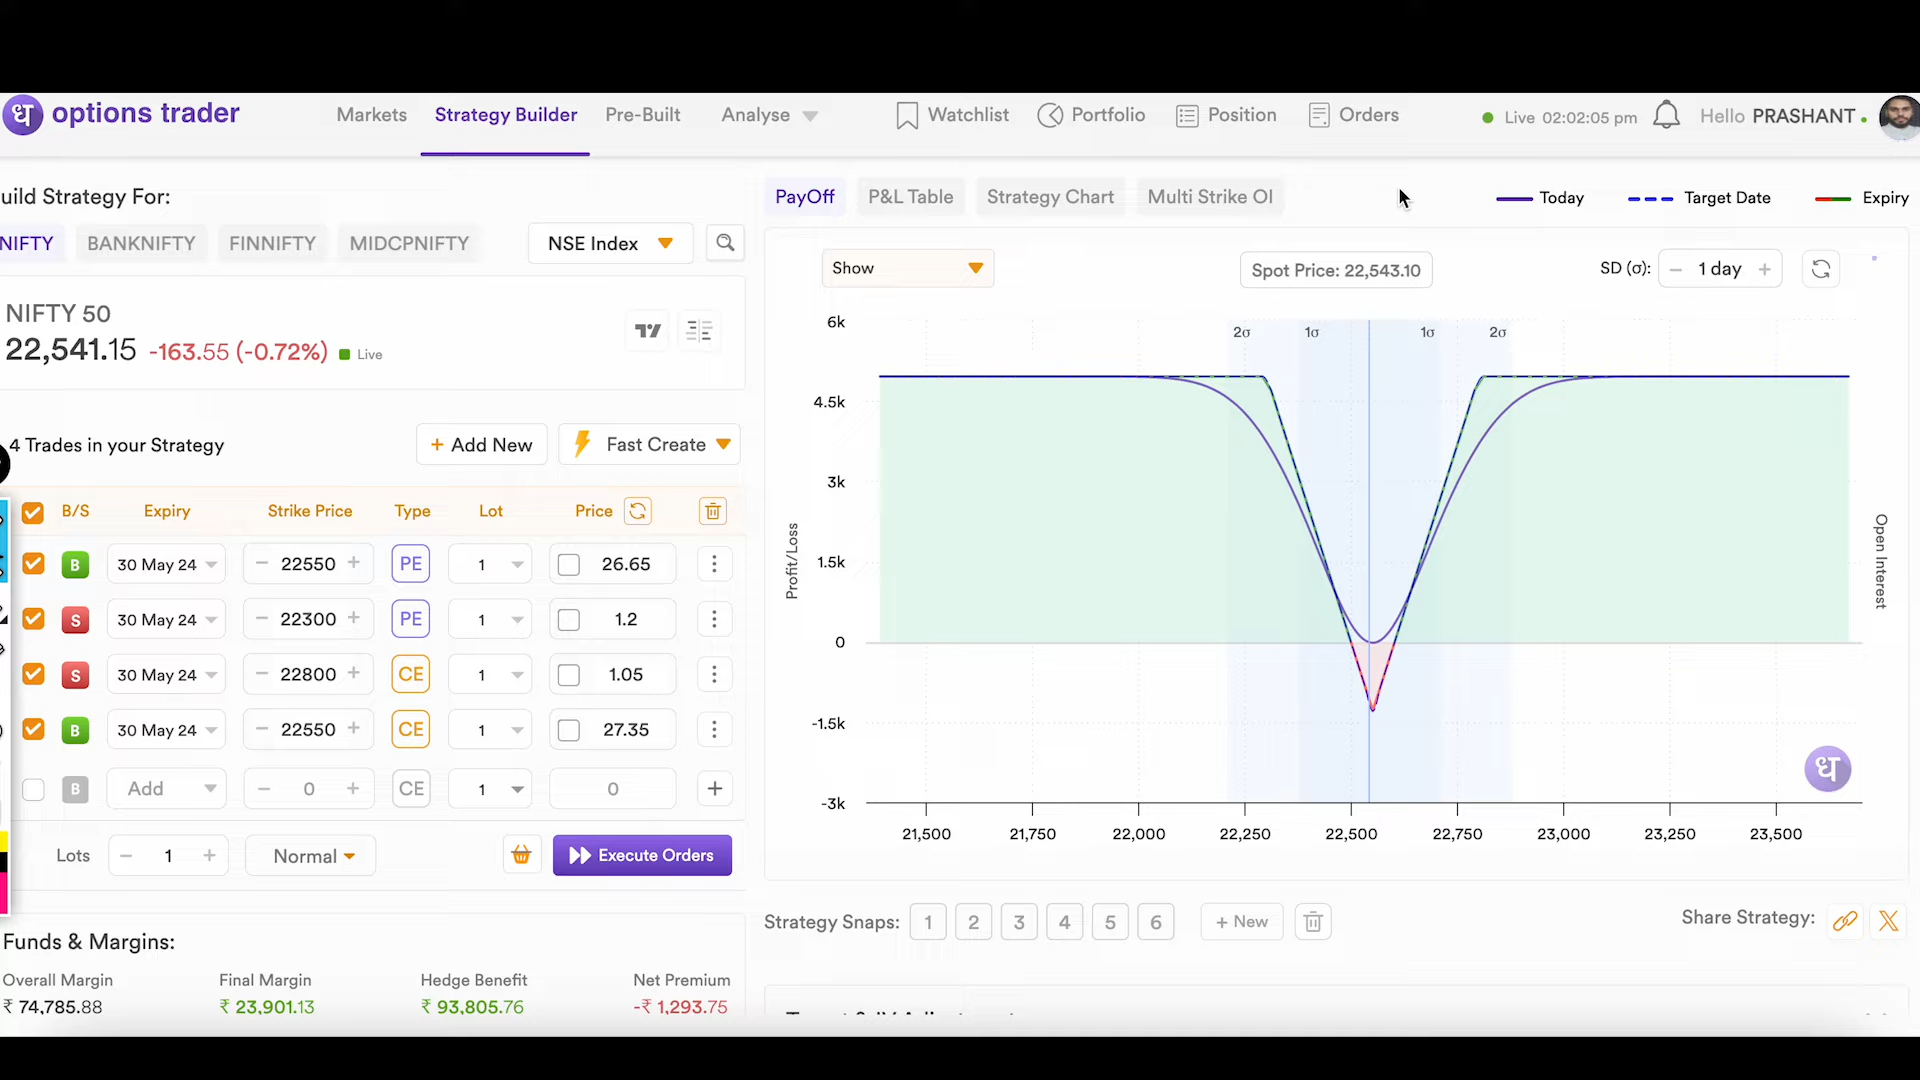 ध options trader
Markets
Strategy Builder
Pre-Built
Analyse
Watchlist
Portfolio
Position
Orders
Live 02:02:05 pm
Hello PRASHANT
uild Strategy For:
NIFTY
BANKNIFTY
FINNIFTY
MIDCPNIFTY
NSE Index
NIFTY 50
22,541.15 -163.55 (-0.72%) Live
4 Trades in your Strategy
+ Add New
Fast Create
B/S Expiry Strike Price Type Lot Price
B 30 May 24 − 22550 + PE 1 26.65
S 30 May 24 − 22300 + PE 1 1.2
S 30 May 24 − 22800 + CE 1 1.05
B 30 May 24 − 22550 + CE 1 27.35
B Add − 0 + CE 1 0 +
Lots − 1 + Normal
Execute Orders
Funds & Margins:
Overall Margin Final Margin Hedge Benefit Net Premium
₹ 74,785.88 ₹ 23,901.13 ₹ 93,805.76 -₹ 1,293.75
PayOff
P&L Table
Strategy Chart
Multi Strike OI
Today
Target Date
Expiry
Show
Spot Price: 22,543.10
SD (σ): − 1 day +
2σ 1σ 1σ 2σ
6k
4.5k
3k
1.5k
0
-1.5k
-3k
Profit/Loss
Open Interest
ध
21,500 21,750 22,000 22,250 22,500 22,750 23,000 23,250 23,500
Strategy Snaps: 1 2 3 4 5 6 + New
Share Strategy: